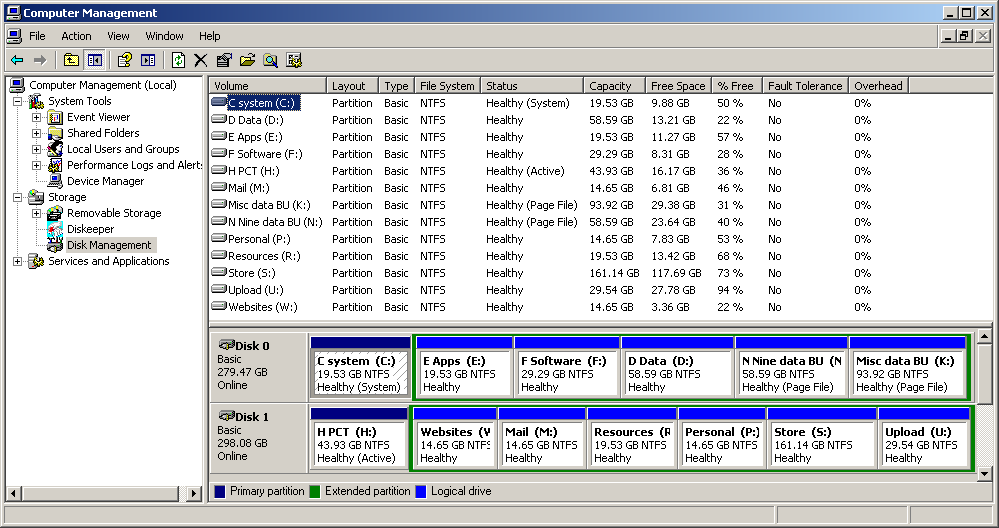 Computer Management
File Action View Window Help
Computer Management (Local)
System Tools
Event Viewer
Shared Folders
Local Users and Groups
Performance Logs and Alerts
Device Manager
Storage
Removable Storage
Diskeeper
Disk Management
Services and Applications
Volume Layout Type File System Status Capacity Free Space % Free Fault Tolerance Overhead
C system (C:) Partition Basic NTFS Healthy (System) 19.53 GB 9.88 GB 50 % No 0%
D Data (D:) Partition Basic NTFS Healthy 58.59 GB 13.21 GB 22 % No 0%
E Apps (E:) Partition Basic NTFS Healthy 19.53 GB 11.27 GB 57 % No 0%
F Software (F:) Partition Basic NTFS Healthy 29.29 GB 8.31 GB 28 % No 0%
H PCT (H:) Partition Basic NTFS Healthy (Active) 43.93 GB 16.17 GB 36 % No 0%
Mail (M:) Partition Basic NTFS Healthy 14.65 GB 6.81 GB 46 % No 0%
Misc data BU (K:) Partition Basic NTFS Healthy (Page File) 93.92 GB 29.38 GB 31 % No 0%
N Nine data BU (N:) Partition Basic NTFS Healthy (Page File) 58.59 GB 23.64 GB 40 % No 0%
Personal (P:) Partition Basic NTFS Healthy 14.65 GB 7.83 GB 53 % No 0%
Resources (R:) Partition Basic NTFS Healthy 19.53 GB 13.42 GB 68 % No 0%
Store (S:) Partition Basic NTFS Healthy 161.14 GB 117.69 GB 73 % No 0%
Upload (U:) Partition Basic NTFS Healthy 29.54 GB 27.78 GB 94 % No 0%
Websites (W:) Partition Basic NTFS Healthy 14.65 GB 3.36 GB 22 % No 0%
Disk 0
Basic
279.47 GB
Online
C system (C:)
19.53 GB NTFS
Healthy (System)
E Apps (E:)
19.53 GB NTFS
Healthy
F Software (F:)
29.29 GB NTFS
Healthy
D Data (D:)
58.59 GB NTFS
Healthy
N Nine data BU (N
58.59 GB NTFS
Healthy (Page File)
Misc data BU (K:)
93.92 GB NTFS
Healthy (Page File)
Disk 1
Basic
298.08 GB
Online
H PCT (H:)
43.93 GB NTFS
Healthy (Active)
Websites (W
14.65 GB NTFS
Healthy
Mail (M:)
14.65 GB NTFS
Healthy
Resources (R
19.53 GB NTFS
Healthy
Personal (P:)
14.65 GB NTFS
Healthy
Store (S:)
161.14 GB NTFS
Healthy
Upload (U:)
29.54 GB NTFS
Healthy
Primary partition Extended partition Logical drive